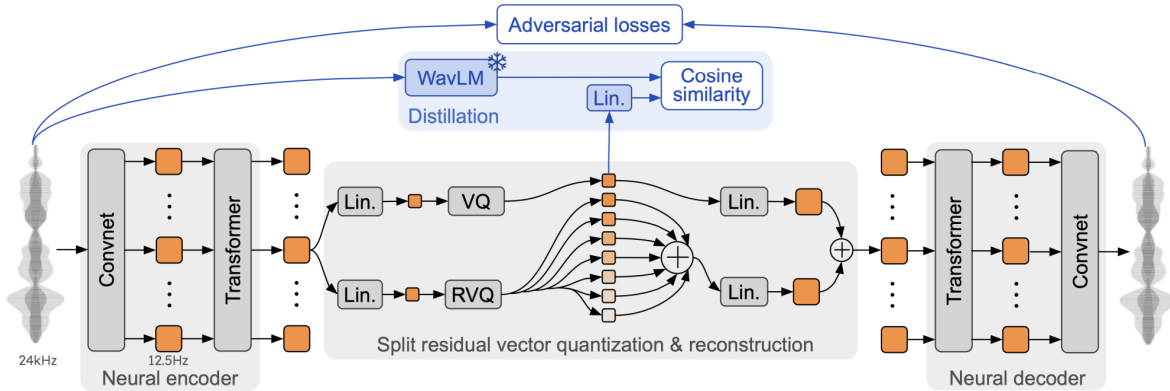 Adversarial losses
WavLM
Cosine
similarity
Lin.
Distillation
Convnet
Transformer
Lin.
VQ
Lin.
Lin.
RVQ
Lin.
Transformer
Convnet
24kHz
12.5Hz
Neural encoder
Split residual vector quantization & reconstruction
Neural decoder